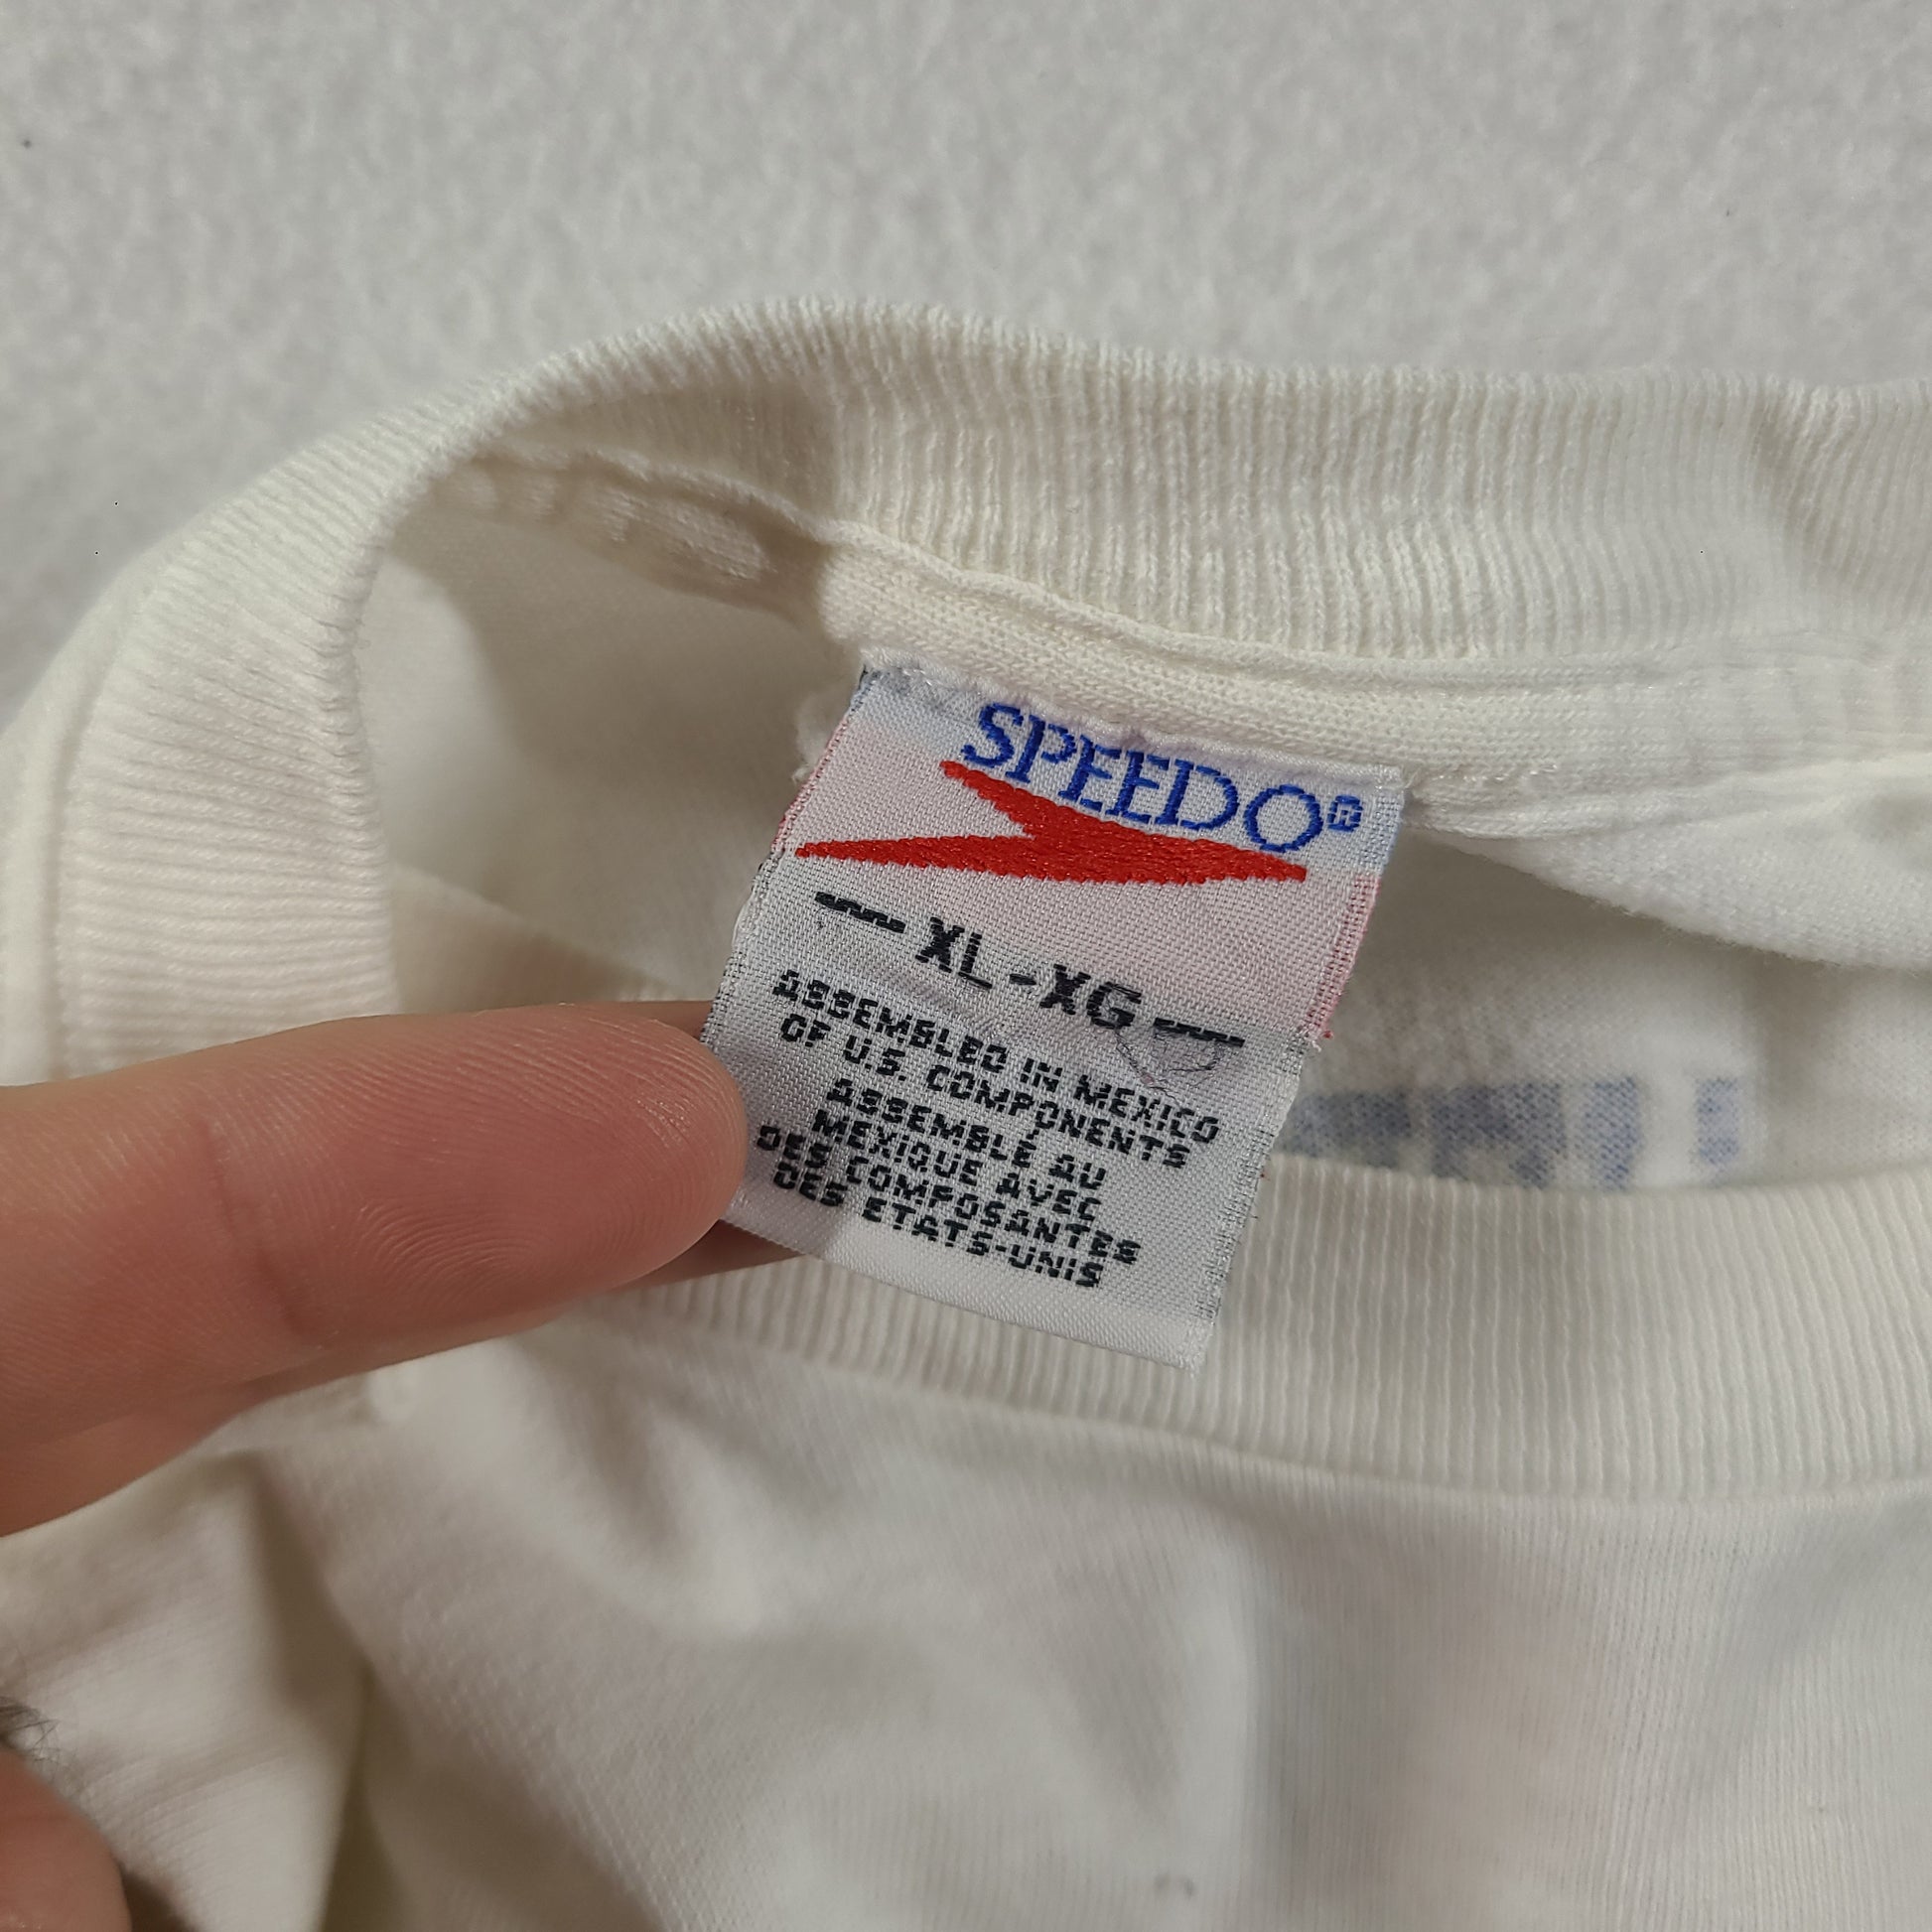 SPEEDO®
XL-XG
ASSEMBLED IN MEXICO
OF U.S. COMPONENTS
ASSEMBLÉ AU
MEXIQUE AVEC
DES COMPOSANTES
DES ETATS-UNIS